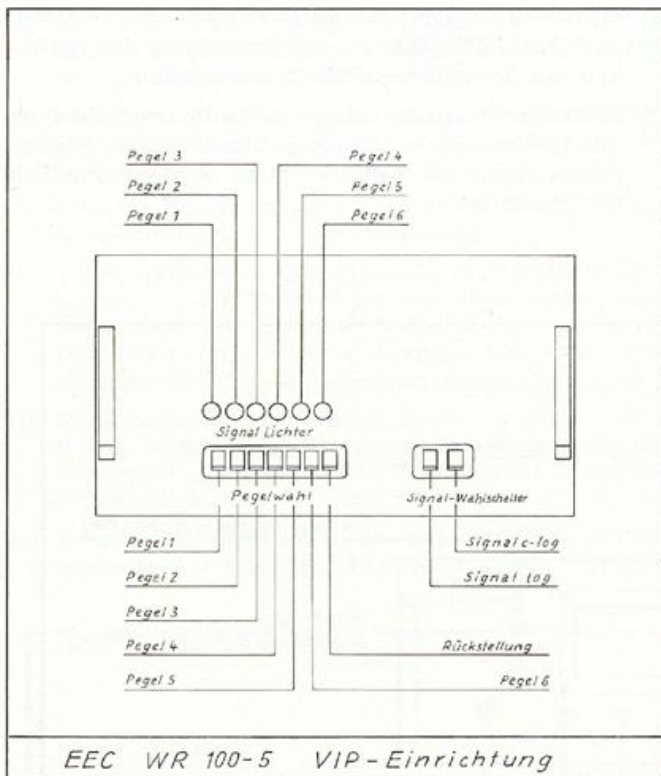 Pegel 3 Pegel 4
Pegel 2 Pegel 5
Pegel 1 Pegel 6
Signal Lichter
Pegelwahl Signal-Wahlschalter
Pegel 1 Signal c-log
Pegel 2 Signal log
Pegel 3
Pegel 4 Rückstellung
Pegel 5 Pegel 6
EEC WR 100-5 VIP-Einrichtung